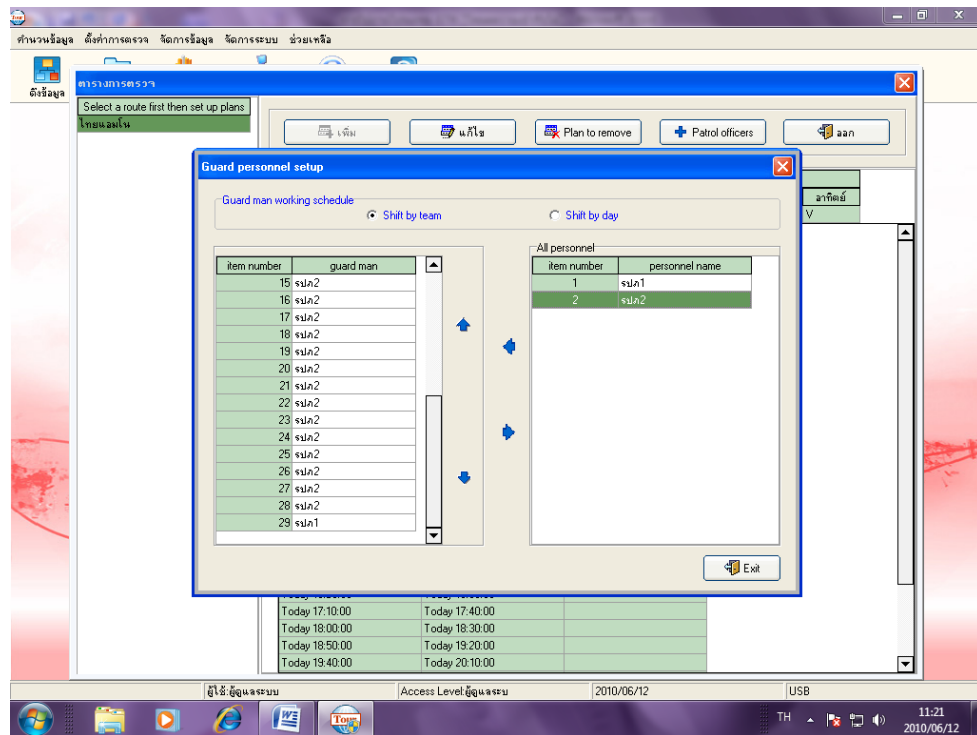 คำนวนข้อมูล ตั้งค่าการตรวจ จัดการข้อมูล จัดการระบบ ช่วยเหลือ
ดึงข้อมูล
ตารางการตรวจ
Select a route first then set up plans
ไทยแอมโน
เพิ่ม แก้ไข Plan to remove Patrol officers ออก
อาทิตย์
V
Guard personnel setup
Guard man working schedule
Shift by team Shift by day
item number guard man
15 รปภ2
16 รปภ2
17 รปภ2
18 รปภ2
19 รปภ2
20 รปภ2
21 รปภ2
22 รปภ2
23 รปภ2
24 รปภ2
25 รปภ2
26 รปภ2
27 รปภ2
28 รปภ2
29 รปภ1
All personnel
item number personnel name
1 รปภ1
2 รปภ2
Exit
Today 17:10:00 Today 17:40:00
Today 18:00:00 Today 18:30:00
Today 18:50:00 Today 19:20:00
Today 19:40:00 Today 20:10:00
ผู้ใช้:ผู้ดูแลระบบ Access Level:ผู้ดูแลระบ 2010/06/12 USB
TH 11:21
2010/06/12